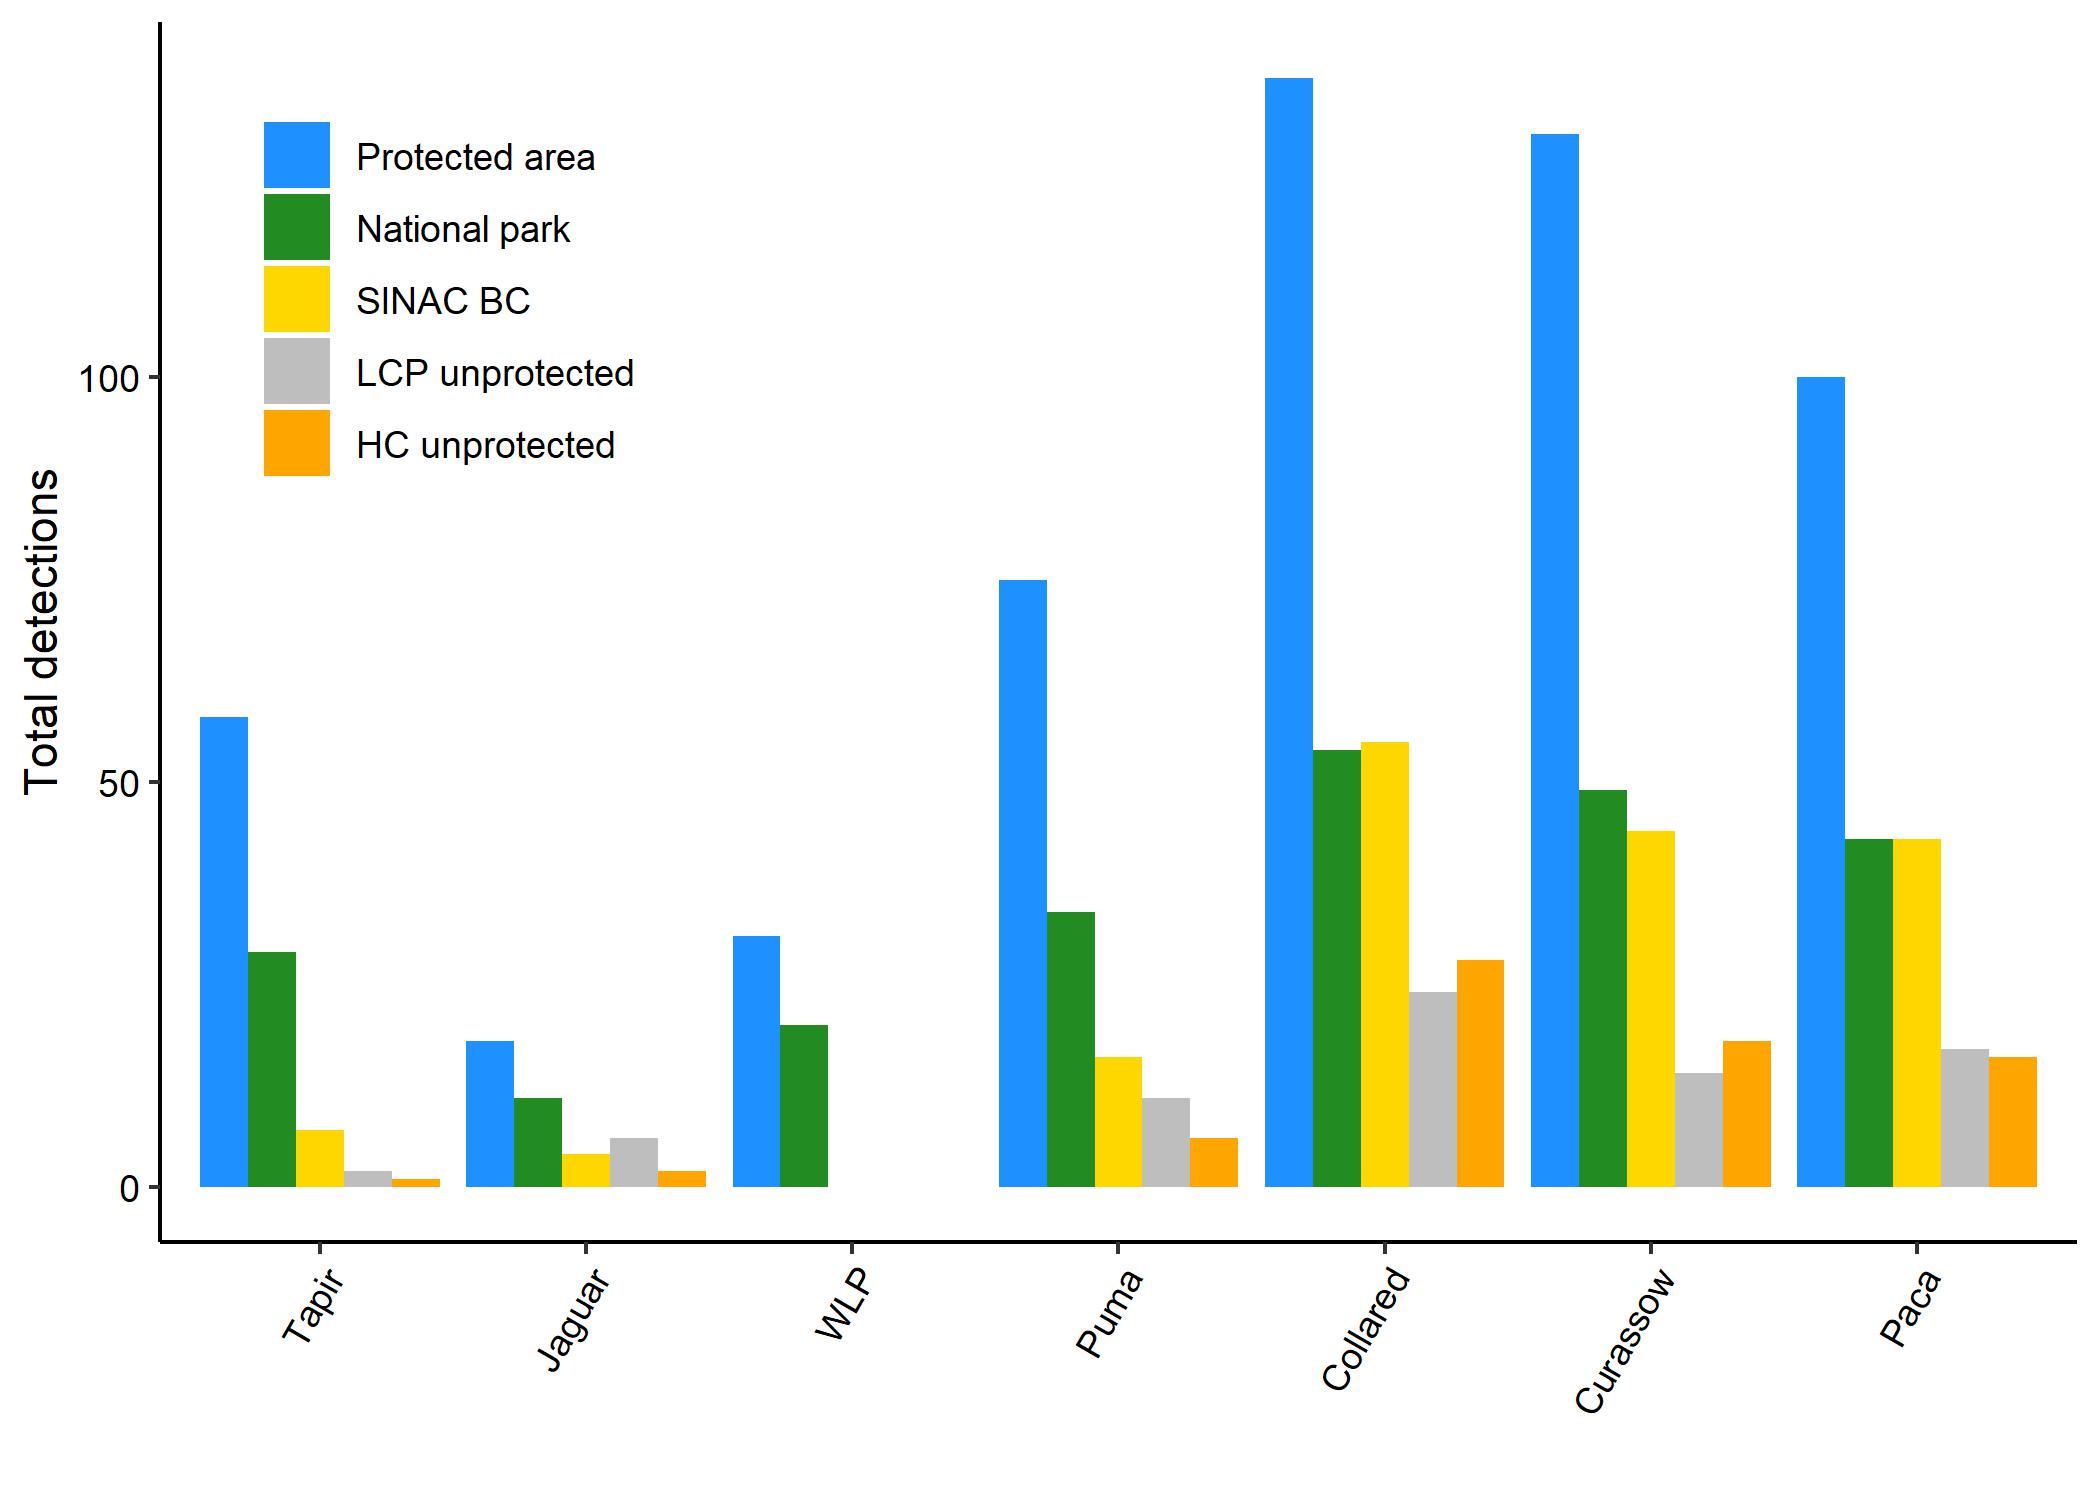 Protected area
National park
SINAC BC
LCP unprotected
HC unprotected
Total detections
100
50
0
Tapir
Jaguar
WLP
Puma
Collared
Curassow
Paca